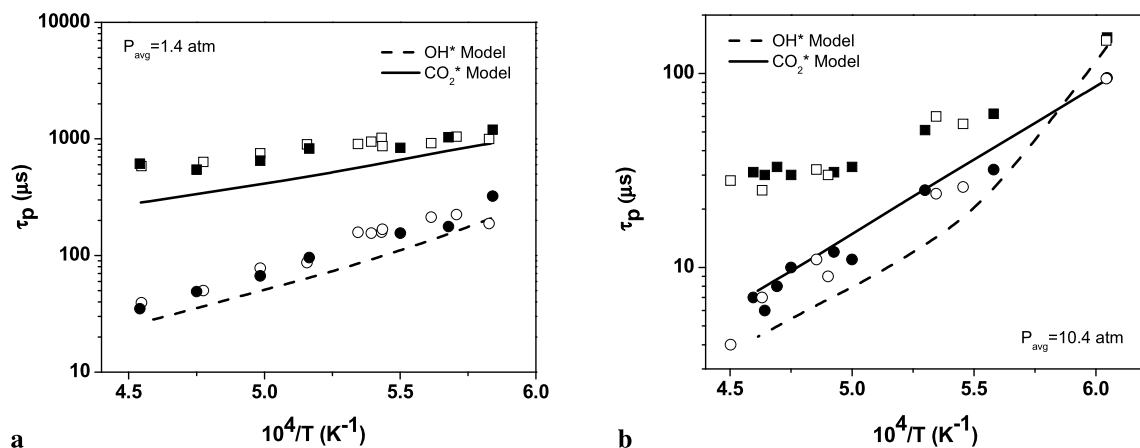 10000
1000
100
10
τp (μs)
Pavg=1.4 atm
OH* Model
CO2* Model
4.5 5.0 5.5 6.0
10^4/T (K^-1)
a
100
10
τp (μs)
OH* Model
CO2* Model
Pavg=10.4 atm
4.5 5.0 5.5 6.0
10^4/T (K^-1)
b